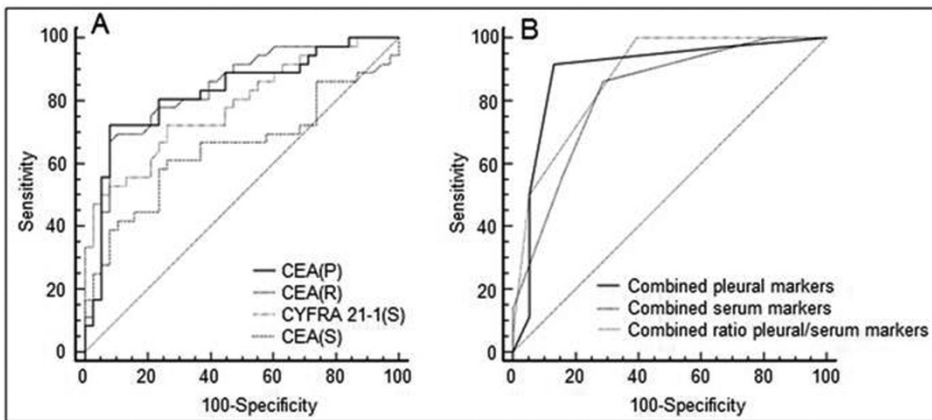 A
100
80
60
40
20
0
Sensitivity
CEA(P)
CEA(R)
CYFRA 21-1(S)
CEA(S)
0 20 40 60 80 100
100-Specificity
B
100
80
60
40
20
0
Sensitivity
Combined pleural markers
Combined serum markers
Combined ratio pleural/serum markers
0 20 40 60 80 100
100-Specificity